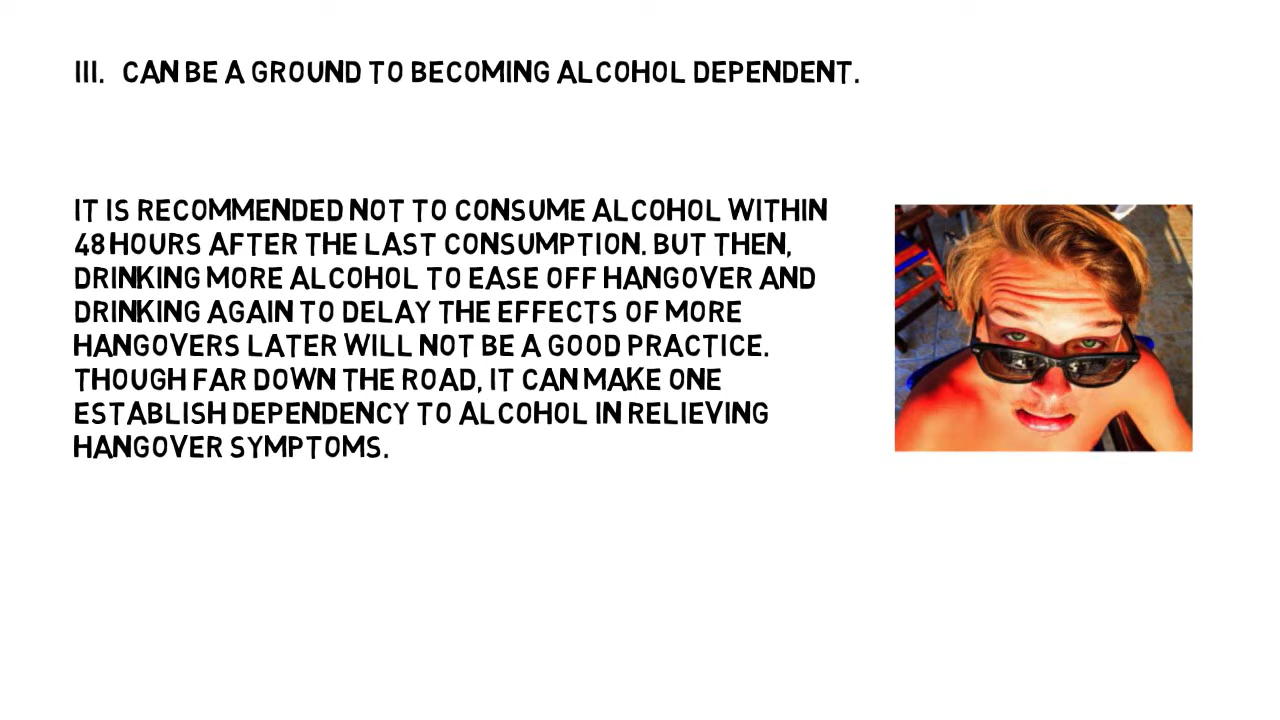 III. CAN BE A GROUND TO BECOMING ALCOHOL DEPENDENT.
IT IS RECOMMENDED NOT TO CONSUME ALCOHOL WITHIN
48 HOURS AFTER THE LAST CONSUMPTION. BUT THEN,
DRINKING MORE ALCOHOL TO EASE OFF HANGOVER AND
DRINKING AGAIN TO DELAY THE EFFECTS OF MORE
HANGOVERS LATER WILL NOT BE A GOOD PRACTICE.
THOUGH FAR DOWN THE ROAD, IT CAN MAKE ONE
ESTABLISH DEPENDENCY TO ALCOHOL IN RELIEVING
HANGOVER SYMPTOMS.